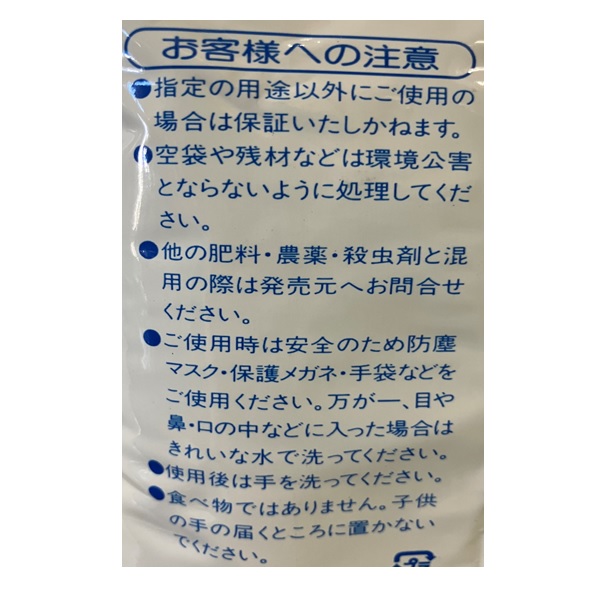 お客様への注意
●指定の用途以外にご使用の
場合は保証いたしかねます。
●空袋や残材などは環境公害
とならないように処理してくだ
さい。
●他の肥料・農薬・殺虫剤と混
用の際は発売元へお問合せ
ください。
●ご使用時は安全のため防塵
マスク・保護メガネ・手袋などを
ご使用ください。万が一、目や
鼻・口の中などに入った場合は
きれいな水で洗ってください。
●使用後は手を洗ってください。
●食べ物ではありません。子供
の手の届くところに置かない
でください。
プ